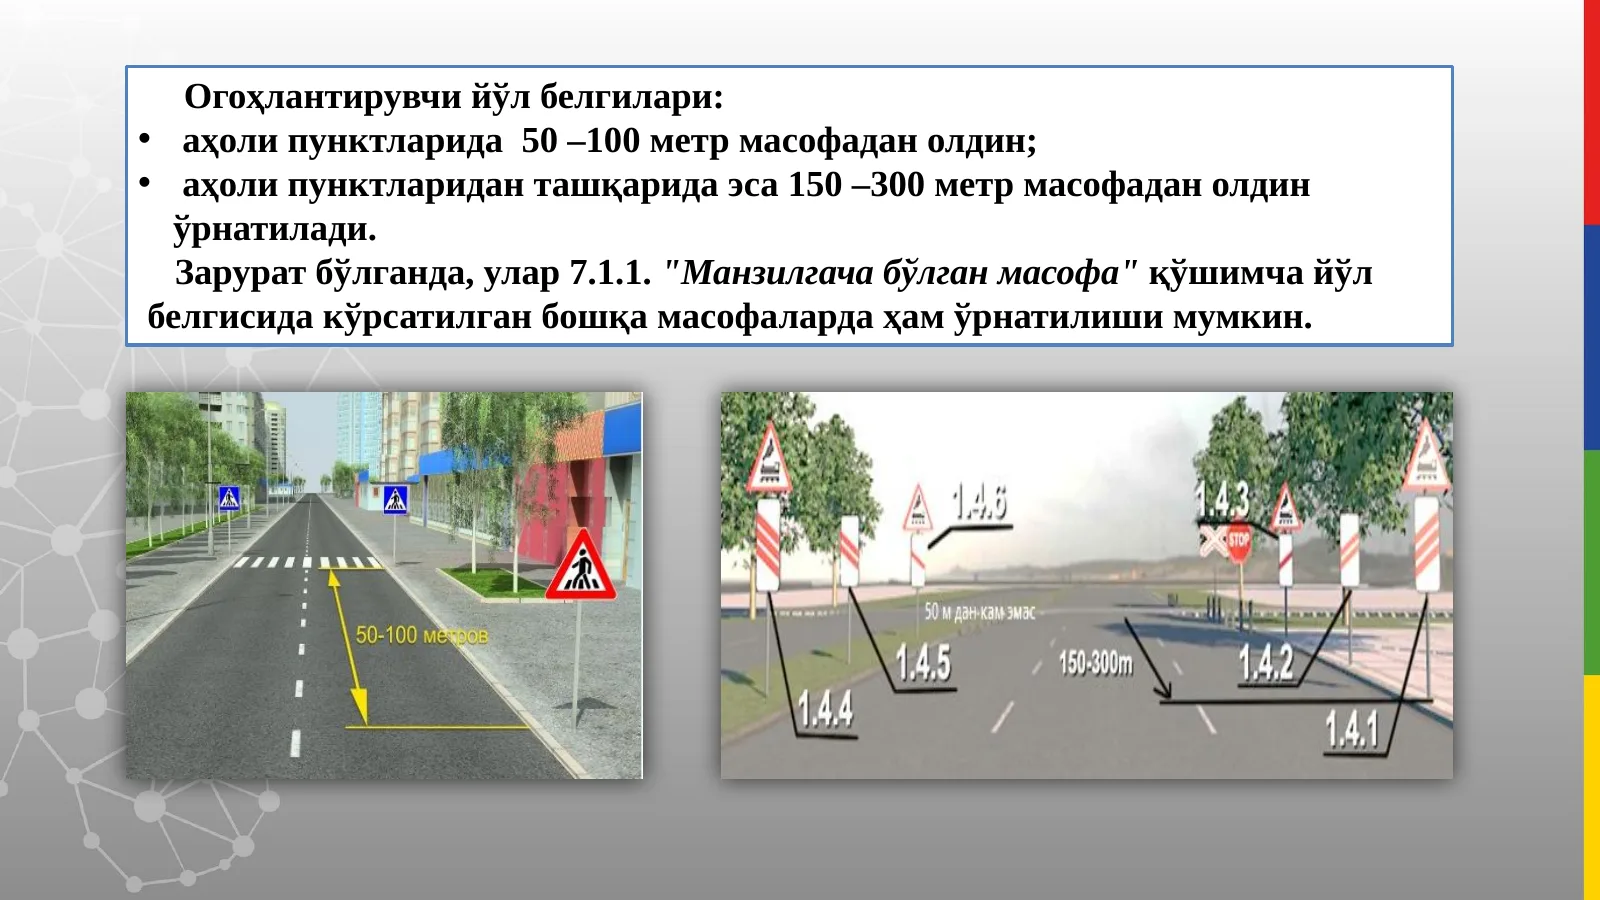 Огоҳлантирувчи йўл белгилари:
• аҳоли пунктларида 50 –100 метр масофадан олдин;
• аҳоли пунктларидан ташқарида эса 150 –300 метр масофадан олдин
ўрнатилади.
Зарурат бўлганда, улар 7.1.1. "Манзилгача бўлган масофа" қўшимча йўл
белгисида кўрсатилган бошқа масофаларда ҳам ўрнатилиши мумкин.
50-100 метров
1.4.6
1.4.3
STOP
50 м дан кам эмас
1.4.5
150-300m
1.4.2
1.4.4
1.4.1